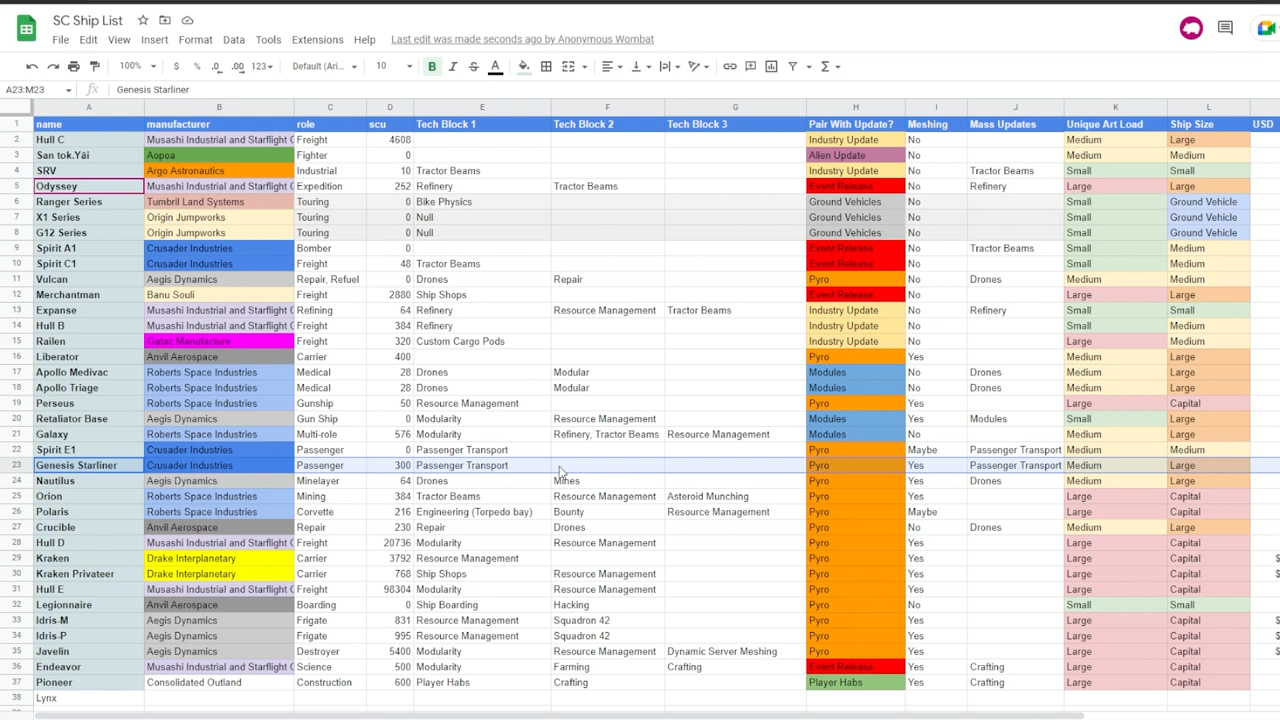 SC Ship List
File Edit View Insert Format Data Tools Extensions Help Last edit was made seconds ago by Anonymous Wombat
100% $ % .0 .00 123 Default (Ari... 10 B I S A
A23:M23 fx Genesis Starliner
A B C D E F G H I J K L
1 name manufacturer role scu Tech Block 1 Tech Block 2 Tech Block 3 Pair With Update? Meshing Mass Updates Unique Art Load Ship Size USD
2 Hull C Musashi Industrial and Starflight C Freight 4608 Industry Update No Medium Large
3 San tok.Yāi Aopoa Fighter 0 Alien Update No Medium Medium
4 SRV Argo Astronautics Industrial 10 Tractor Beams Industry Update No Tractor Beams Small Small
5 Odyssey Musashi Industrial and Starflight C Expedition 252 Refinery Tractor Beams Event Release No Refinery Large Large
6 Ranger Series Tumbril Land Systems Touring 0 Bike Physics Ground Vehicles No Small Ground Vehicle
7 X1 Series Origin Jumpworks Touring 0 Null Ground Vehicles No Small Ground Vehicle
8 G12 Series Origin Jumpworks Touring 0 Null Ground Vehicles No Small Ground Vehicle
9 Spirit A1 Crusader Industries Bomber 0 Event Release No Tractor Beams Small Medium
10 Spirit C1 Crusader Industries Freight 48 Tractor Beams Event Release No Small Medium
11 Vulcan Aegis Dynamics Repair, Refuel 0 Drones Repair Pyro No Drones Medium Medium
12 Merchantman Banu Souli Freight 2880 Ship Shops Event Release No Large Large
13 Expanse Musashi Industrial and Starflight C Refining 64 Refinery Resource Management Tractor Beams Industry Update No Refinery Small Small
14 Hull B Musashi Industrial and Starflight C Freight 384 Refinery Industry Update No Small Medium
15 Railen Gatac Manufacture Freight 320 Custom Cargo Pods Industry Update No Large Medium
16 Liberator Anvil Aerospace Carrier 400 Pyro Yes Medium Large
17 Apollo Medivac Roberts Space Industries Medical 28 Drones Modular Modules No Drones Medium Medium
18 Apollo Triage Roberts Space Industries Medical 28 Drones Modular Modules No Drones Medium Medium
19 Perseus Roberts Space Industries Gunship 50 Resource Management Pyro Yes Large Capital
20 Retaliator Base Aegis Dynamics Gun Ship 0 Modularity Resource Management Modules Yes Modules Small Large
21 Galaxy Roberts Space Industries Multi-role 576 Modularity Refinery, Tractor Beams Resource Management Modules No Medium Large
22 Spirit E1 Crusader Industries Passenger 0 Passenger Transport Pyro Maybe Passenger Transport Medium Medium
23 Genesis Starliner Crusader Industries Passenger 300 Passenger Transport Pyro Yes Passenger Transport Medium Large
24 Nautilus Aegis Dynamics Minelayer 64 Drones Mines Pyro Yes Drones Medium Large
25 Orion Roberts Space Industries Mining 384 Tractor Beams Resource Management Asteroid Munching Pyro Yes Large Capital
26 Polaris Roberts Space Industries Corvette 216 Engineering (Torpedo bay) Bounty Resource Management Pyro Maybe Large Capital
27 Crucible Anvil Aerospace Repair 230 Repair Drones Pyro No Drones Medium Large
28 Hull D Musashi Industrial and Starflight C Freight 20736 Modularity Resource Management Pyro Yes Large Capital
29 Kraken Drake Interplanetary Carrier 3792 Resource Management Pyro Yes Large Capital $
30 Kraken Privateer Drake Interplanetary Carrier 768 Ship Shops Resource Management Pyro Yes Large Capital $
31 Hull E Musashi Industrial and Starflight C Freight 98304 Modularity Resource Management Pyro Yes Large Capital
32 Legionnaire Anvil Aerospace Boarding 0 Ship Boarding Hacking Pyro No Small Small
33 Idris-M Aegis Dynamics Frigate 831 Resource Management Squadron 42 Pyro Yes Large Capital $
34 Idris-P Aegis Dynamics Frigate 995 Resource Management Squadron 42 Pyro Yes Large Capital
35 Javelin Aegis Dynamics Destroyer 5400 Modularity Resource Management Dynamic Server Meshing Pyro Yes Large Capital $
36 Endeavor Musashi Industrial and Starflight C Science 500 Modularity Farming Crafting Event Release Yes Crafting Large Capital
37 Pioneer Consolidated Outland Construction 600 Player Habs Crafting Player Habs Yes Crafting Large Capital
38 Lynx